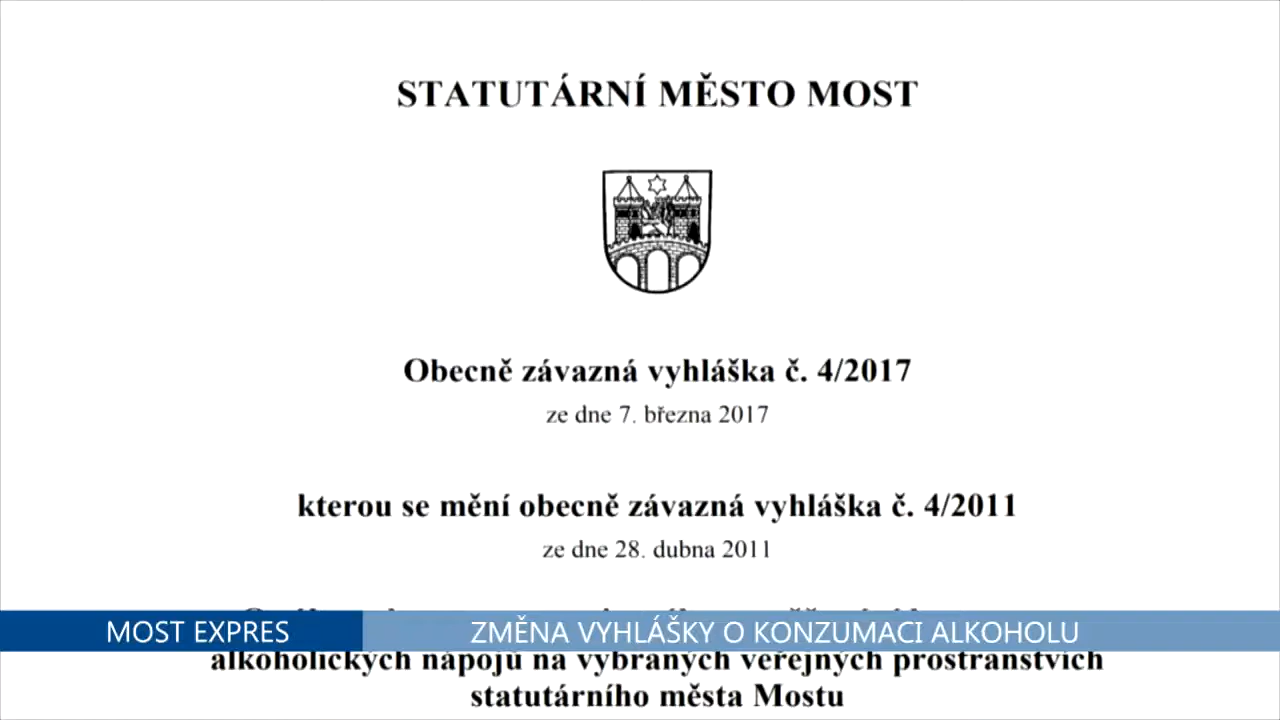 STATUTÁRNÍ MĚSTO MOST
Obecně závazná vyhláška č. 4/2017
ze dne 7. března 2017
kterou se mění obecně závazná vyhláška č. 4/2011
ze dne 28. dubna 2011
MOST EXPRES
ZMĚNA VYHLÁŠKY O KONZUMACI ALKOHOLU
alkoholických nápojů na vybraných veřejných prostranstvích
statutárního města Mostu